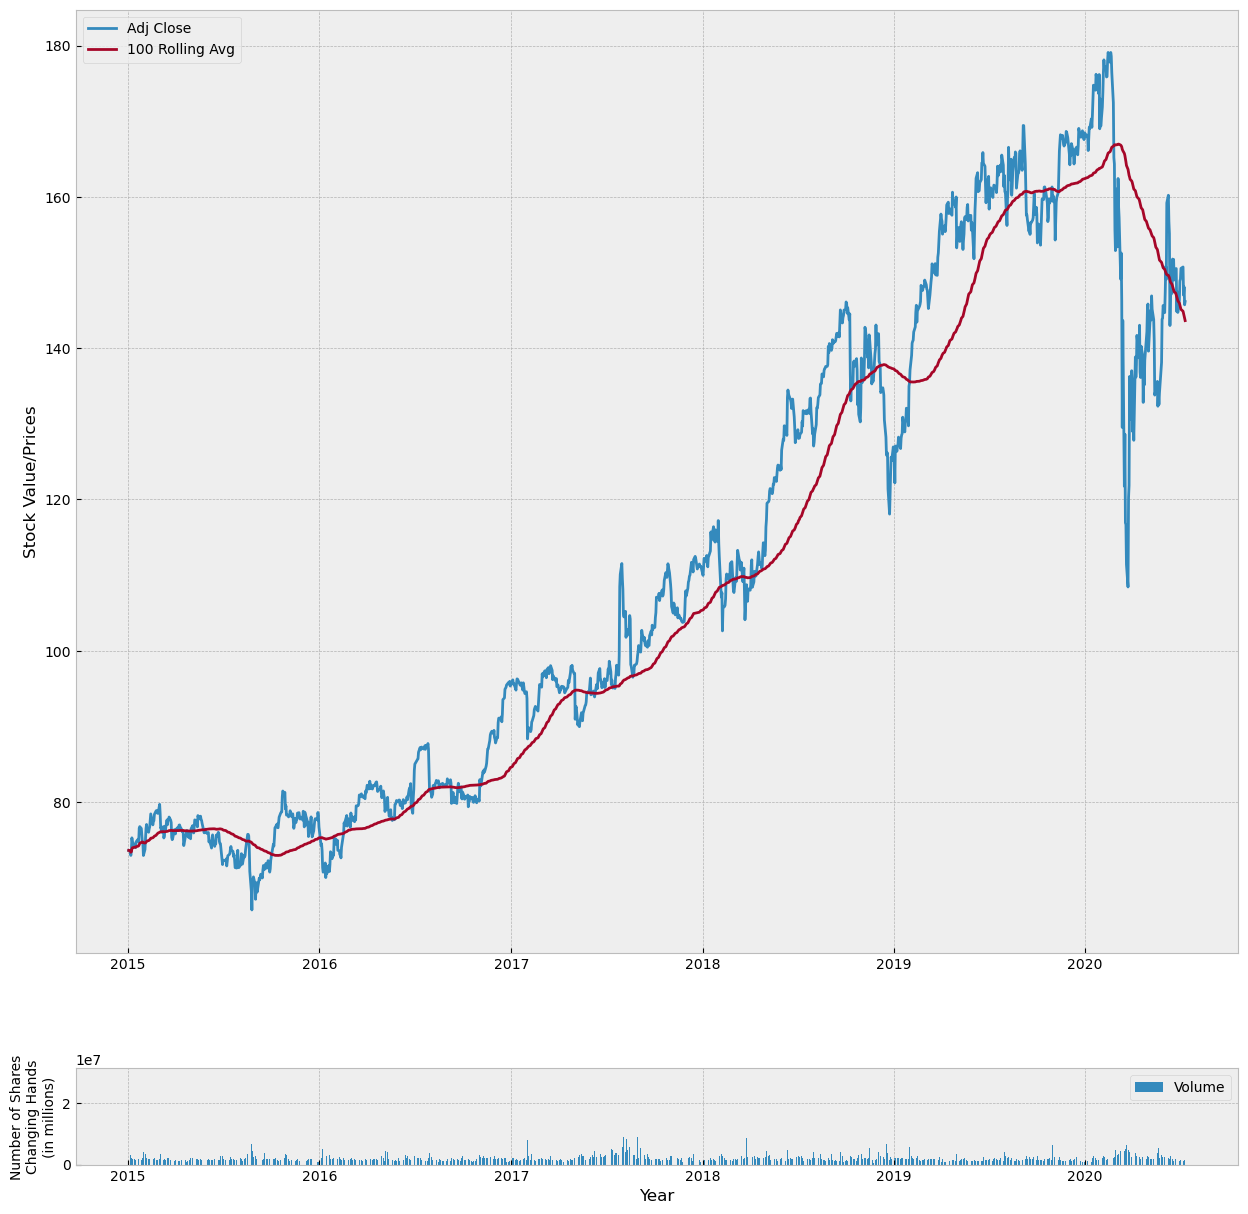 Adj Close
100 Rolling Avg
180
160
140
120
100
80
Stock Value/Prices
2015
2016
2017
2018
2019
2020
1e7
Volume
2
0
Number of Shares
Changing Hands
(in millions)
2015
2016
2017
2018
2019
2020
Year